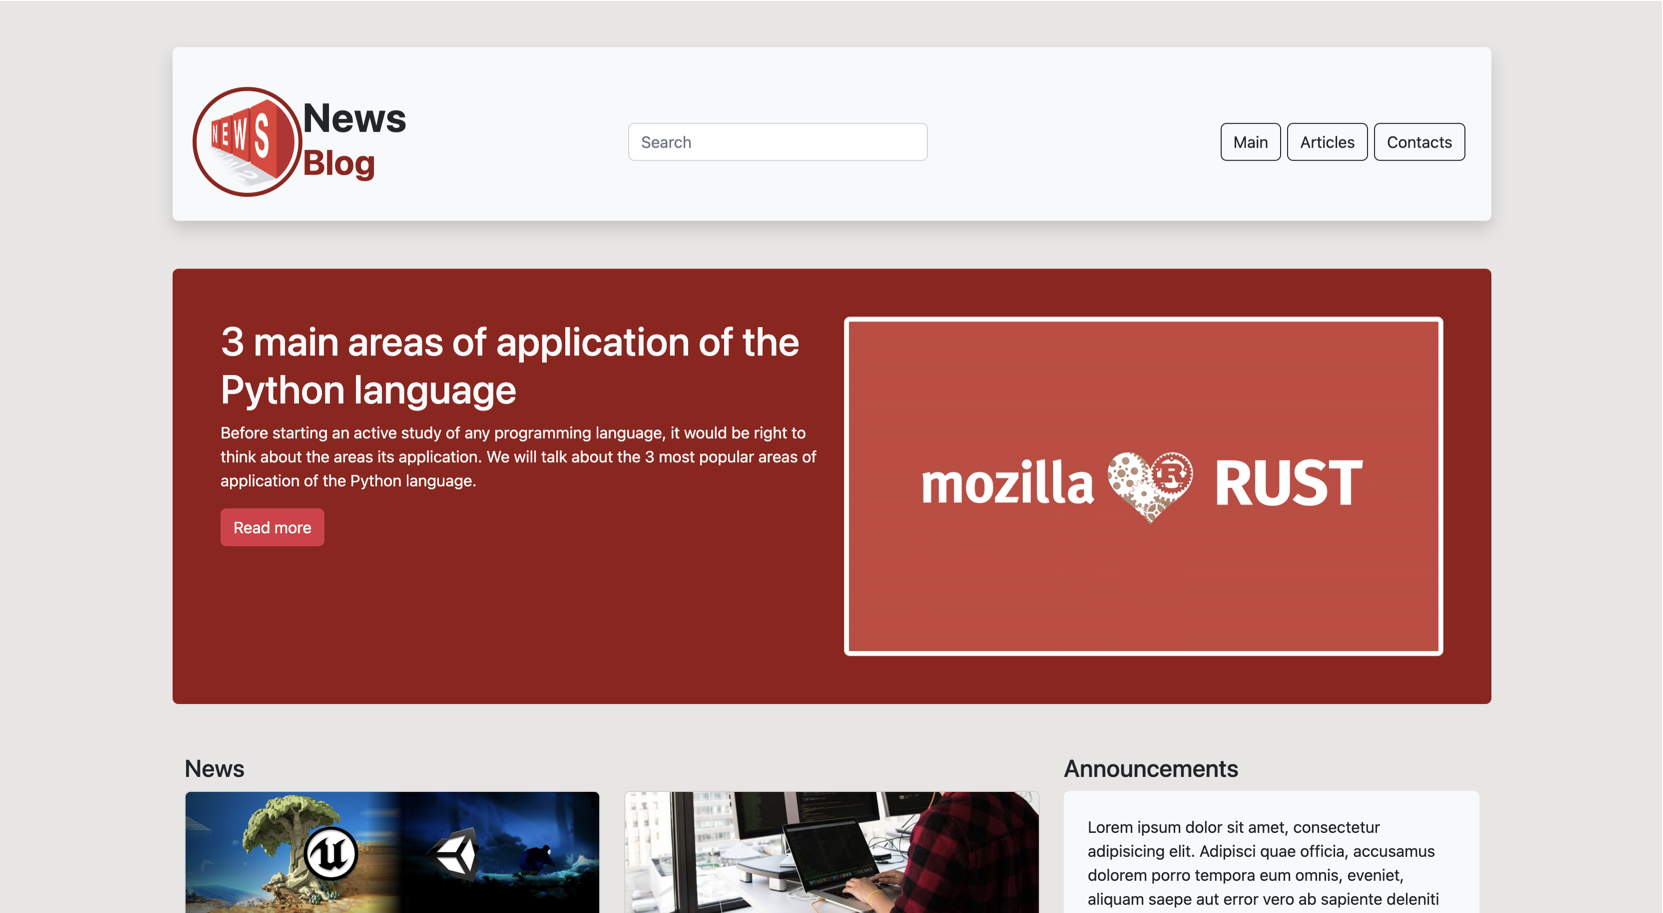 NEWS
News
Blog
Search
Main
Articles
Contacts
3 main areas of application of the
Python language
Before starting an active study of any programming language, it would be right to
think about the areas its application. We will talk about the 3 most popular areas of
application of the Python language.
Read more
mozilla R RUST
News
Announcements
Lorem ipsum dolor sit amet, consectetur
adipisicing elit. Adipisci quae officia, accusamus
dolorem porro tempora eum omnis, eveniet,
aliquam saepe aut error vero ab sapiente deleniti